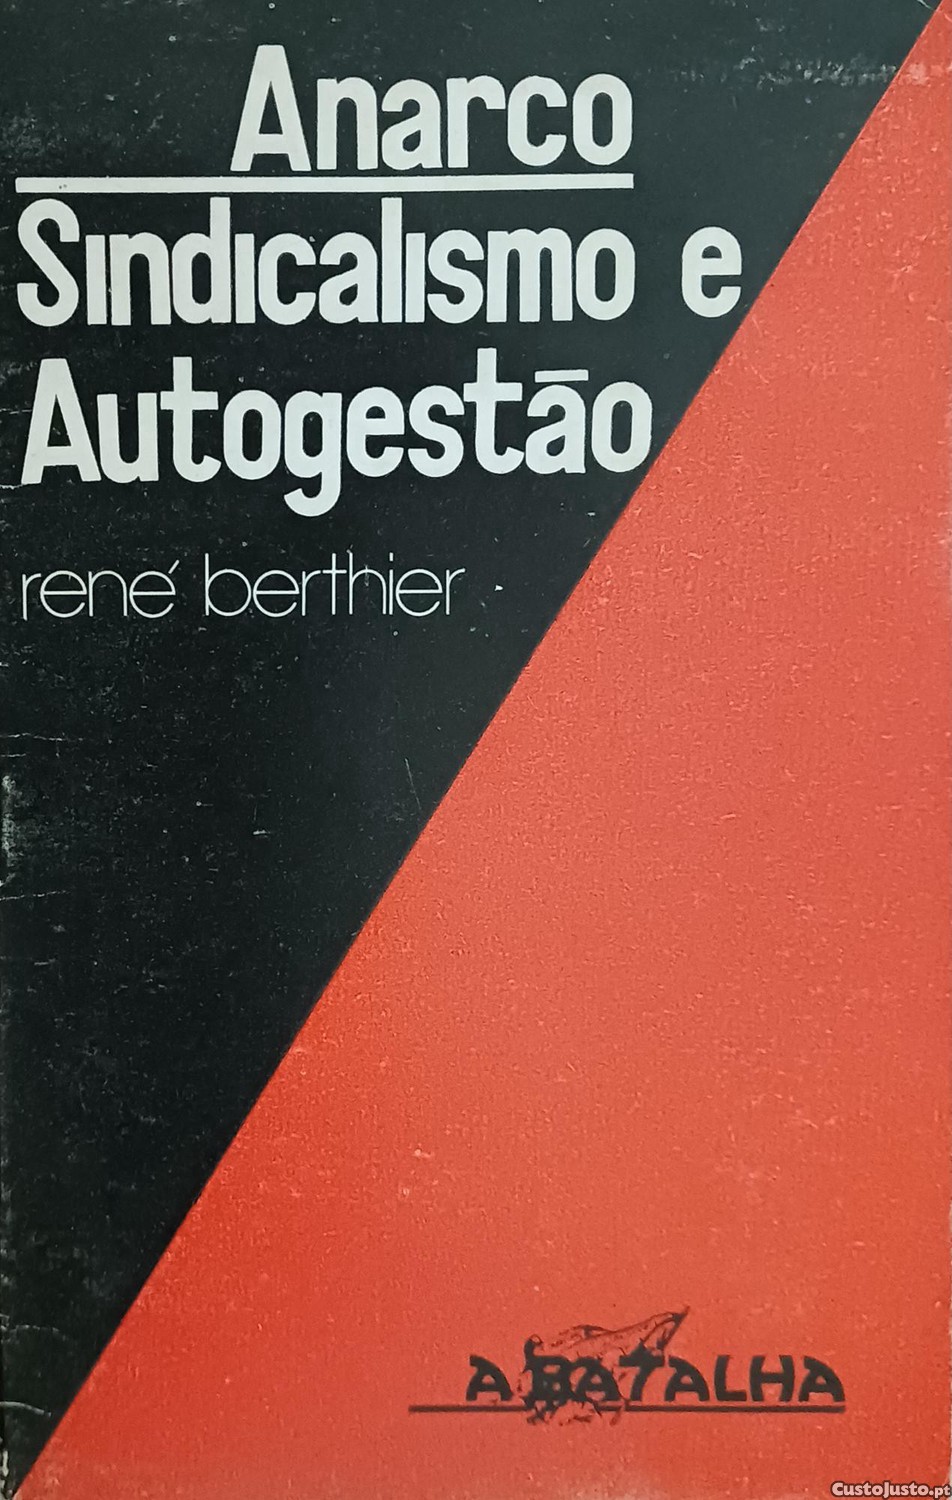 Anarco
Sindicalismo e
Autogestão
rené berthier
A BATALHA
CustoJusto.pt